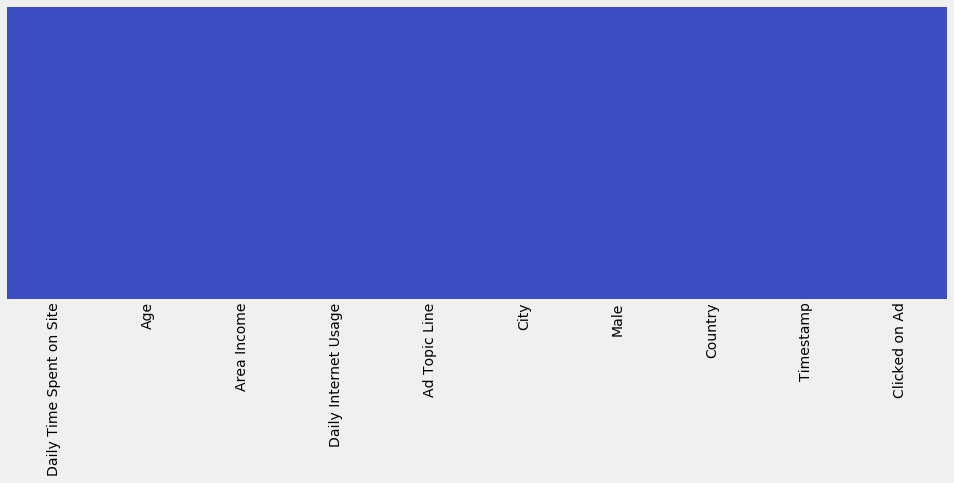 Daily Time Spent on Site
Age
Area Income
Daily Internet Usage
Ad Topic Line
City
Male
Country
Timestamp
Clicked on Ad